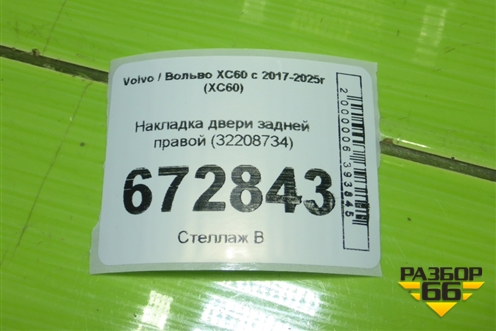 Volvo / Вольво XC60 с 2017-2025г
(XC60)
Накладка двери задней
правой (32208734)
672843
Стеллаж В
2000006393845
РАЗБОР
66